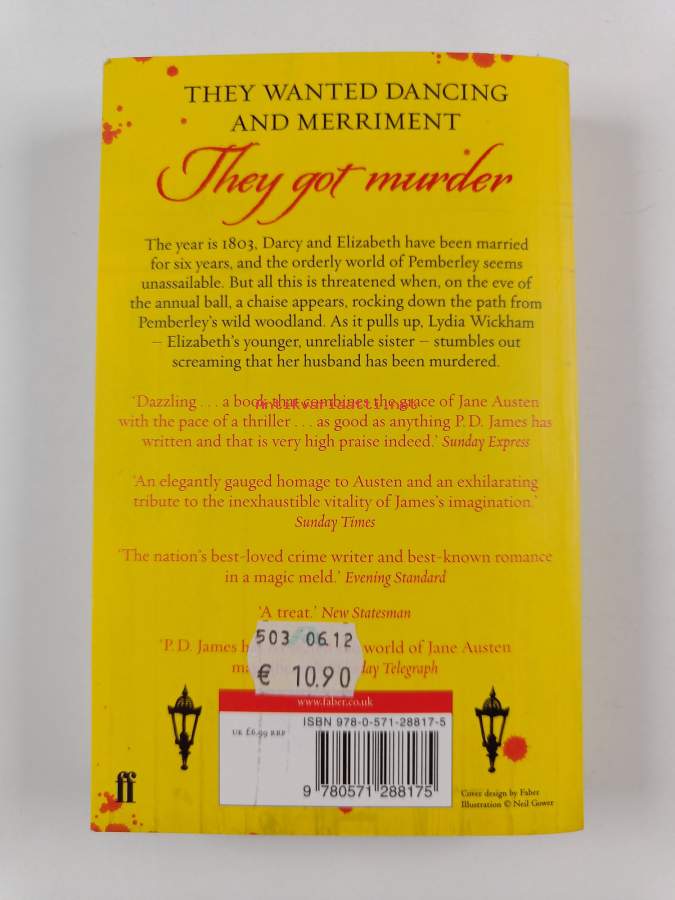 THEY WANTED DANCING
AND MERRIMENT
They got murder
The year is 1803, Darcy and Elizabeth have been married
for six years, and the orderly world of Pemberley seems
unassailable. But all this is threatened when, on the eve of
the annual ball, a chaise appears, rocking down the path from
Pemberley's wild woodland. As it pulls up, Lydia Wickham
– Elizabeth's younger, unreliable sister – stumbles out
screaming that her husband has been murdered.
'Dazzling . . . a book that combines the grace of Jane Austen
Antikvariaatti.net
with the pace of a thriller . . . as good as anything P. D. James has
written and that is very high praise indeed.' Sunday Express
'An elegantly gauged homage to Austen and an exhilarating
tribute to the inexhaustible vitality of James's imagination.'
Sunday Times
'The nation's best-loved crime writer and best-known romance
in a magic meld.' Evening Standard
'A treat.' New Statesman
503 06.12
€ 10.90
'P. D. James world of Jane Austen
Telegraph
www.faber.co.uk
ISBN 978-0-571-28817-5
UK £6.99 RRP
9 780571 288175
ff
Cover design by Faber
Illustration © Neil Gower